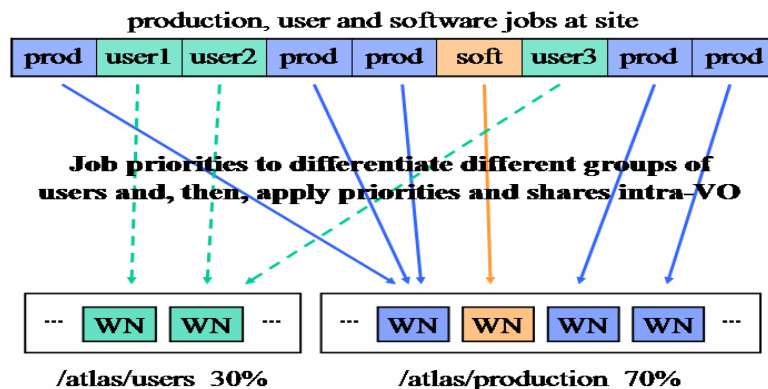 production, user and software jobs at site
prod user1 user2 prod prod soft user3 prod prod
Job priorities to differentiate different groups of
users and, then, apply priorities and shares intra-VO
... WN WN ... ... WN WN WN WN ...
/atlas/users 30% /atlas/production 70%